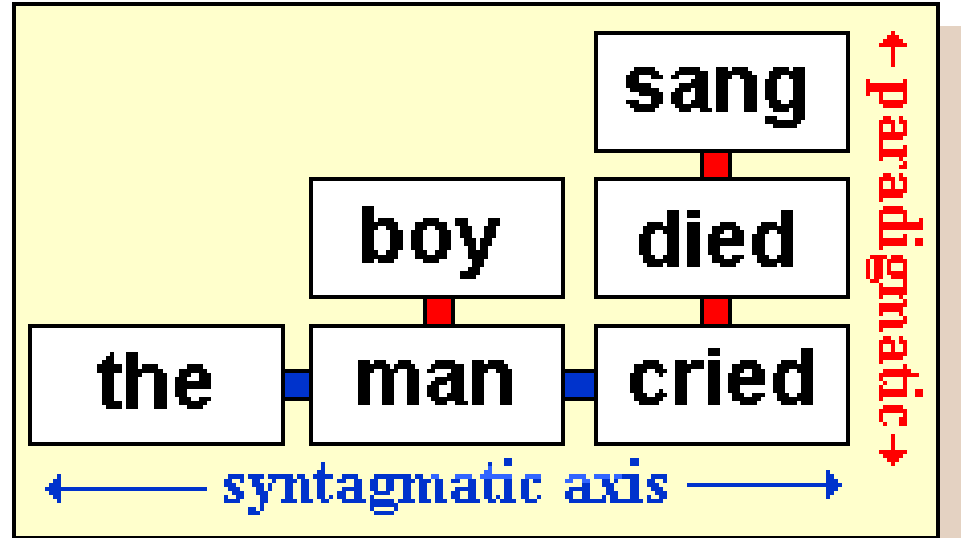 sang
boy died
the man cried
syntagmatic axis
paradigmatic